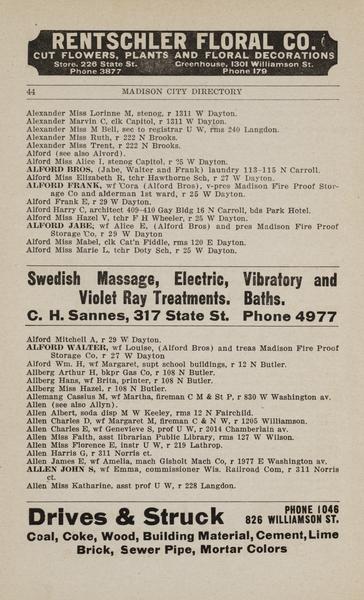 RENTSCHLER FLORAL CO.
CUT FLOWERS, PLANTS AND FLORAL DECORATIONS
Store, 226 State St. Greenhouse, 1301 Williamson St.
Phone 3877 Phone 179
44 MADISON CITY DIRECTORY
Alexander Miss Lorinne M, stenog, r 1311 W Dayton.
Alexander Marvin C, clk Capitol, r 1311 W Dayton.
Alexander Miss M Bell, sec to registrar U W, rms 240 Langdon.
Alexander Miss Ruth, r 222 N Brooks.
Alexander Miss Trent, r 222 N Brooks.
Alford (see also Alvord).
Alford Miss Alice I, stenog Capitol, r 25 W Dayton.
ALFORD BROS, (Jabe, Walter and Frank) laundry 113-115 N Carroll.
Alford Miss Elizabeth R, tchr Hawthorne Sch, r 27 W Dayton.
ALFORD FRANK, wf Cora (Alford Bros), v-pres Madison Fire Proof Stor-
age Co and alderman 1st ward, r 25 W Dayton.
Alford Frank E, r 29 W Dayton.
Alford Harry C, architect 409-410 Gay Bldg 16 N Carroll, bds Park Hotel.
Alford Miss Hazel V, tchr F H Wheeler, r 25 W Dayton.
ALFORD JABE, wf Alice E, (Alford Bros) and pres Madison Fire Proof
Storage Co, r 29 W Dayton
Alford Miss Mabel, clk Cat'n Fiddle, rms 120 E Dayton.
Alford Miss Marie L, tchr Doty Sch, r 25 W Dayton.
Swedish Massage, Electric, Vibratory and
Violet Ray Treatments. Baths.
C. H. Sannes, 317 State St. Phone 4977
Alford Mitchell A, r 29 W Dayton.
ALFORD WALTER, wf Louise, (Alford Bros) and treas Madison Fire Proof
Storage Co, r 27 W Dayton
Alford Wm. H, wf Margaret, supt school buildings, r 12 N Butler.
Allberg Arthur H, bkpr Gas Co, r 108 N Butler.
Allberg Hans, wf Brita, printer, r 108 N Butler.
Allberg Miss Hazel, r 108 N Butler.
Allemang Cassius M, wf Martha, fireman C M & St P, r 830 W Washington av.
Allen (see also Allyn).
Allen Albert, soda disp M W Keeley, rms 12 N Fairchild.
Allen Charles D, wf Margaret M, fireman C & N W, r 1205 Williamson.
Allen Charles E, wf Genevieve S, prof U W, r 2014 Chamberlain av.
Allen Miss Faith, asst librarian Public Library, rms 127 W Wilson.
Allen Miss Florence E, instr U W, r 219 Lathrop.
Allen Harris G, r 311 Norris ct.
Allen James E, wf Amelia, mach Gisholt Mach Co, r 1977 E Washington av.
ALLEN JOHN S, wf Emma, commissioner Wis. Railroad Com, r 311 Norris
ct.
Allen Miss Katharine, asst prof U W, r 228 Langdon.
Drives & Struck PHONE 1046
826 WILLIAMSON ST.
Coal, Coke, Wood, Building Material, Cement, Lime
Brick, Sewer Pipe, Mortar Colors